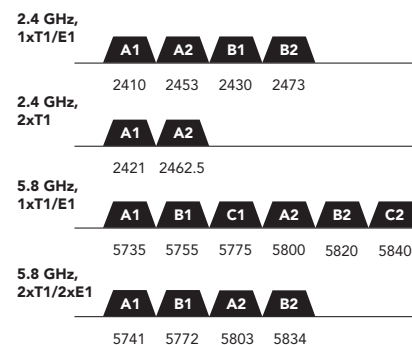 2.4 GHz,
1xT1/E1
A1 A2 B1 B2
2410 2453 2430 2473
2.4 GHz,
2xT1
A1 A2
2421 2462.5
5.8 GHz,
1xT1/E1
A1 B1 C1 A2 B2 C2
5735 5755 5775 5800 5820 5840
5.8 GHz,
2xT1/2xE1
A1 B1 A2 B2
5741 5772 5803 5834